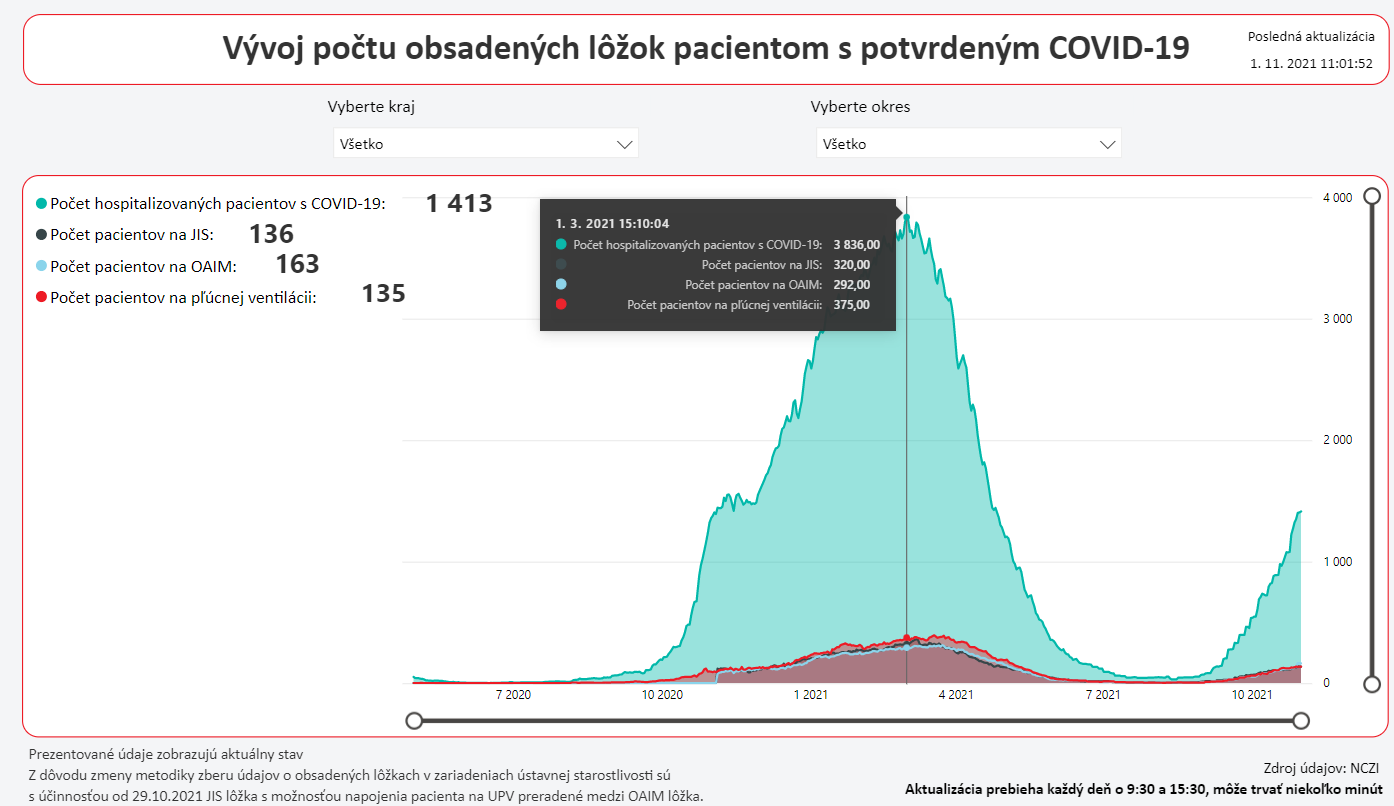 Vývoj počtu obsadených lôžok pacientom s potvrdeným COVID-19
Posledná aktualizácia
1. 11. 2021 11:01:52
Vyberte kraj
Všetko
Vyberte okres
Všetko
Počet hospitalizovaných pacientov s COVID-19: 1 413
Počet pacientov na JIS: 136
Počet pacientov na OAIM: 163
Počet pacientov na pľúcnej ventilácii: 135
1. 3. 2021 15:10:04
Počet hospitalizovaných pacientov s COVID-19: 3 836,00
Počet pacientov na JIS: 320,00
Počet pacientov na OAIM: 292,00
Počet pacientov na pľúcnej ventilácii: 375,00
4 000
3 000
2 000
1 000
0
7 2020 10 2020 1 2021 4 2021 7 2021 10 2021
Prezentované údaje zobrazujú aktuálny stav
Z dôvodu zmeny metodiky zberu údajov o obsadených lôžkach v zariadeniach ústavnej starostlivosti sú
s účinnosťou od 29.10.2021 JIS lôžka s možnosťou napojenia pacienta na UPV preradené medzi OAIM lôžka.
Zdroj údajov: NCZI
Aktualizácia prebieha každý deň o 9:30 a 15:30, môže trvať niekoľko minút